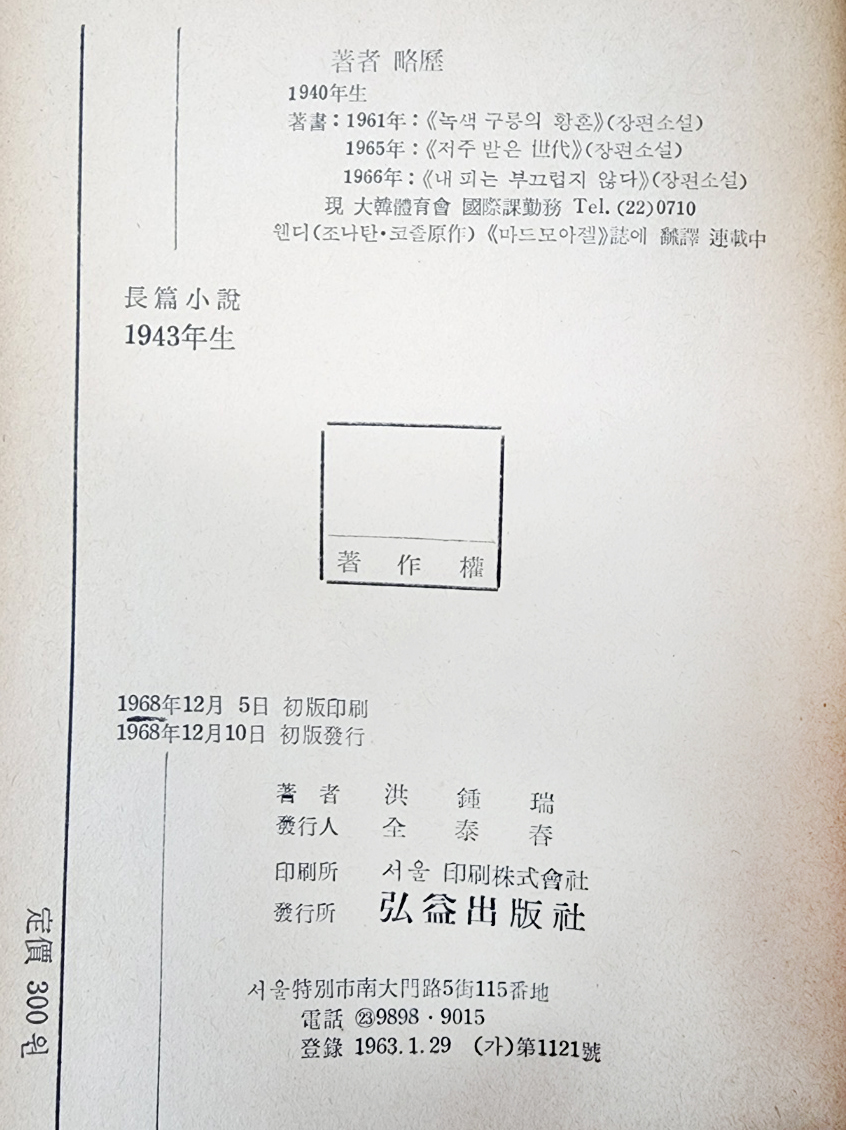 著者 略歷
1940年生
著書: 1961年:《녹색 구릉의 황혼》(장편소설)
1965年:《저주 받은 世代》(장편소설)
1966年:《내 피는 부끄럽지 않다》(장편소설)
現 大韓體育會 國際課勤務 Tel. (22)0710
웬디(조나탄·코졸原作)《마드모아젤》誌에 飜譯 連載中
長篇小說
1943年生
著 作 權
1968年12月 5日 初版印刷
1968年12月10日 初版發行
著 者 洪 鍾 瑞
發行人 全 泰 春
印刷所 서울 印刷株式會社
發行所 弘益出版社
서울特別市南大門路5街115番地
電話 ㉓9898 · 9015
登錄 1963.1.29 (가)第1121號
定價 300원